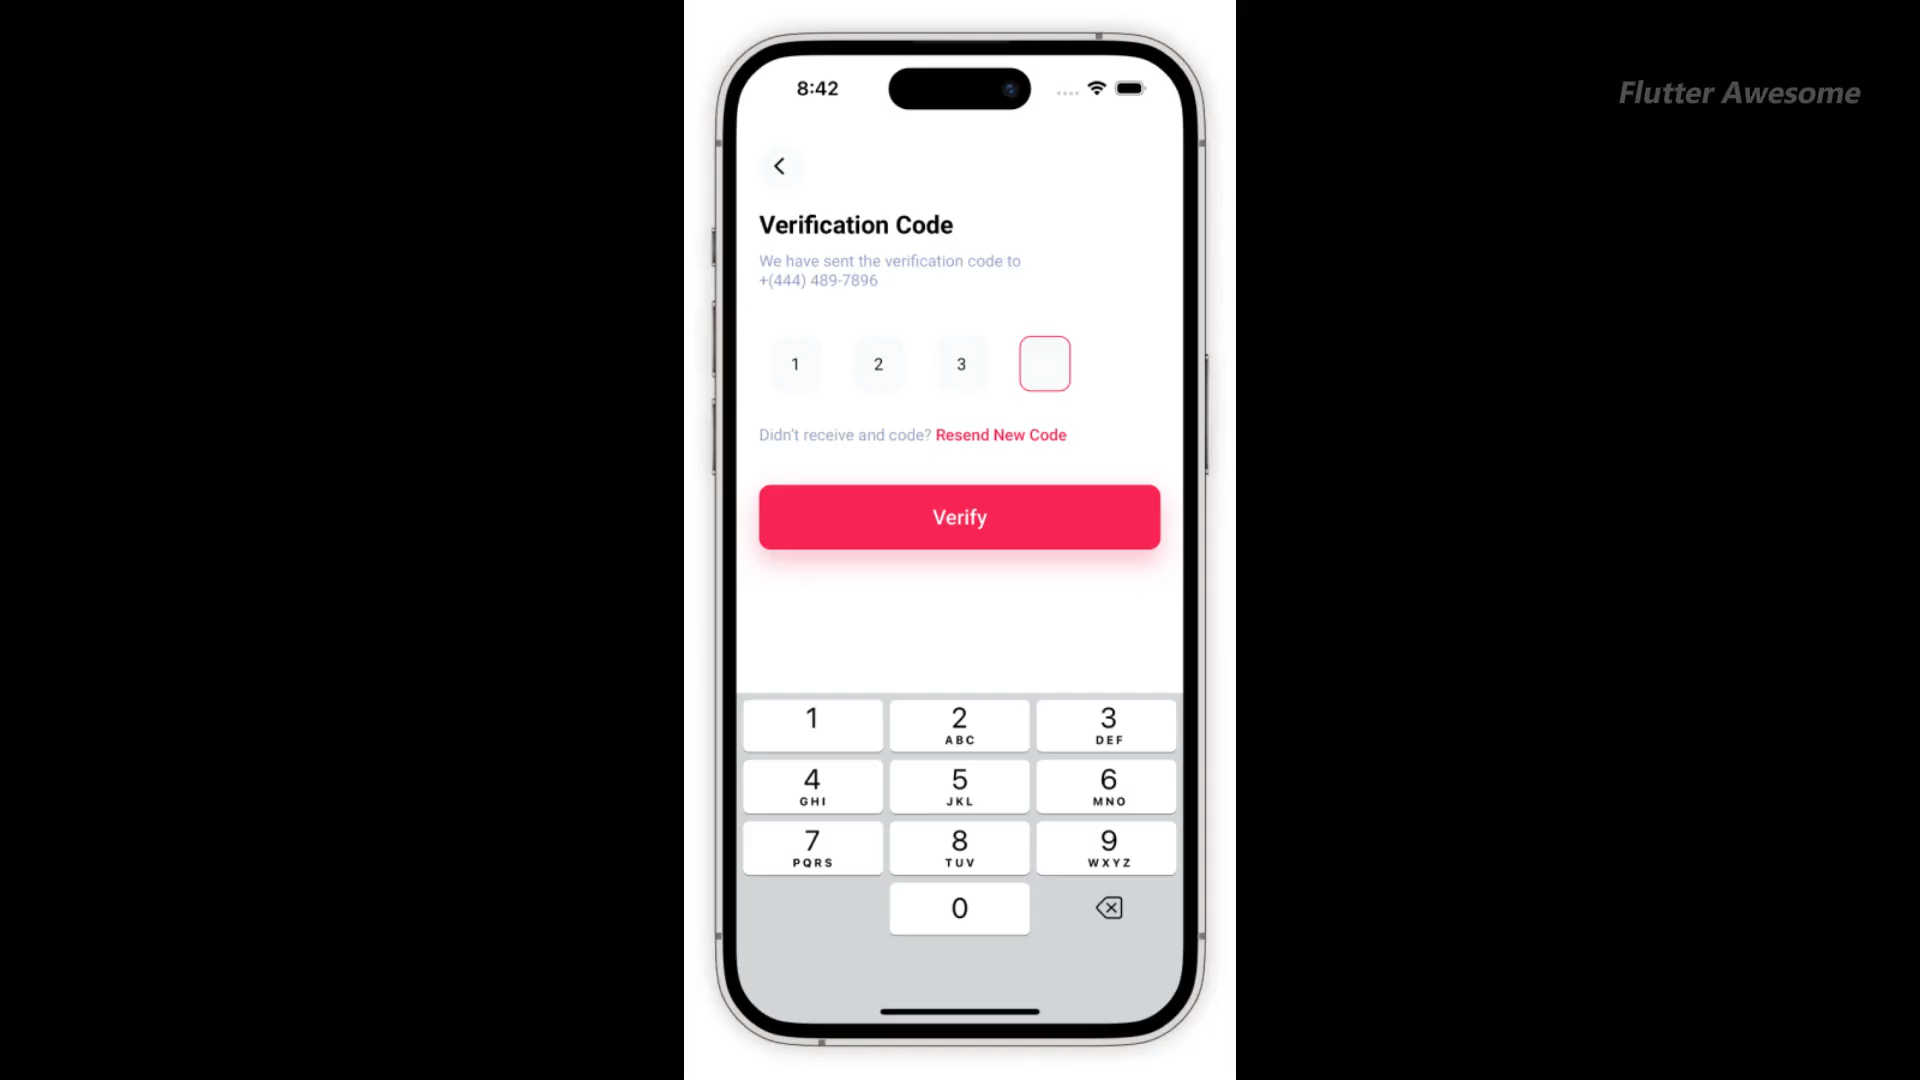 Flutter Awesome
8:42
Verification Code
We have sent the verification code to
+(444) 489-7896
1 2 3
Didn't receive and code? Resend New Code
Verify
1 2 3
ABC DEF
4 5 6
GHI JKL MNO
7 8 9
PQRS TUV WXYZ
0